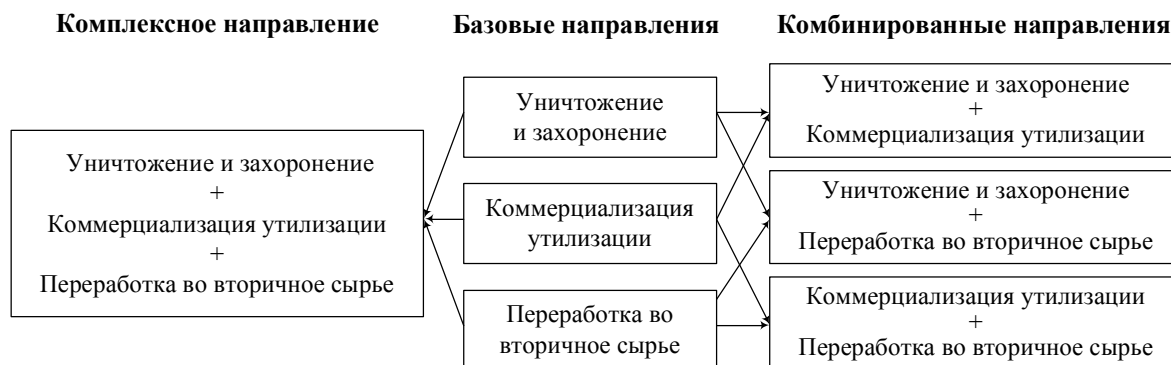 Комплексное направление
Базовые направления
Комбинированные направления
Уничтожение и захоронение
+
Коммерциализация утилизации
+
Переработка во вторичное сырье
Уничтожение
и захоронение
Коммерциализация
утилизации
Переработка во
вторичное сырье
Уничтожение и захоронение
+
Коммерциализация утилизации
Уничтожение и захоронение
+
Переработка во вторичное сырье
Коммерциализация утилизации
+
Переработка во вторичное сырье